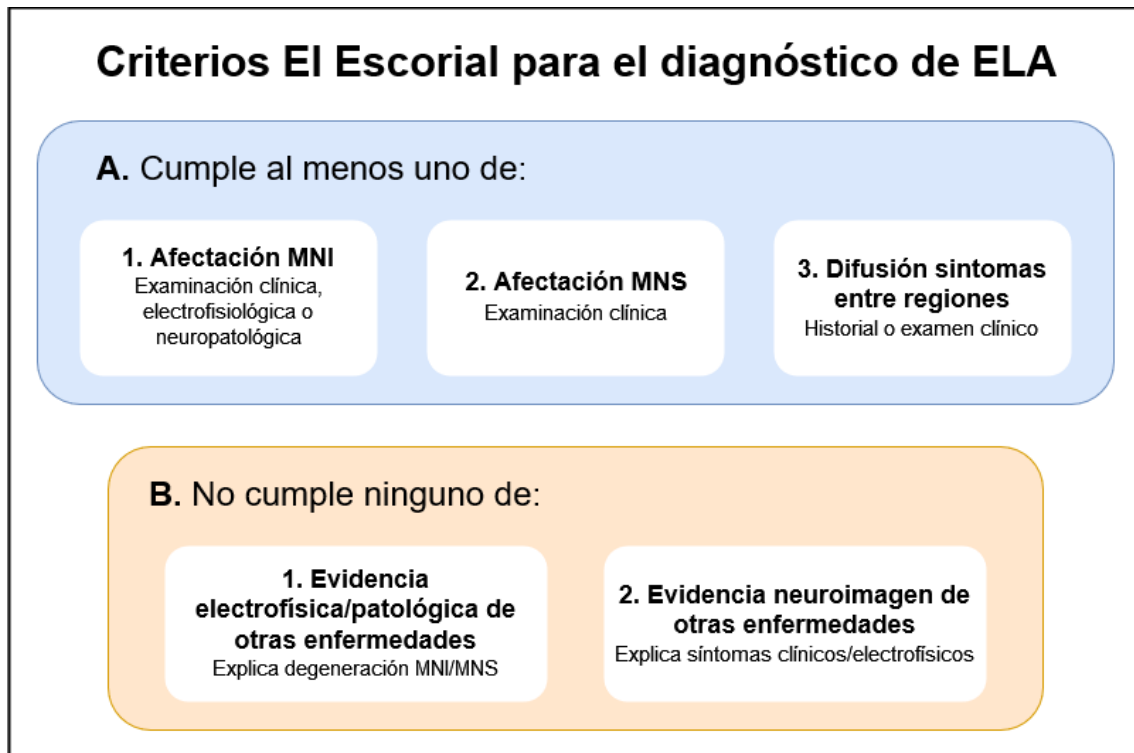 Criterios El Escorial para el diagnóstico de ELA
A. Cumple al menos uno de:
1. Afectación MNI
Examinación clínica,
electrofisiológica o
neuropatológica
2. Afectación MNS
Examinación clínica
3. Difusión sintomas
entre regiones
Historial o examen clínico
B. No cumple ninguno de:
1. Evidencia
electrofísica/patológica de
otras enfermedades
Explica degeneración MNI/MNS
2. Evidencia neuroimagen de
otras enfermedades
Explica síntomas clínicos/electrofísicos